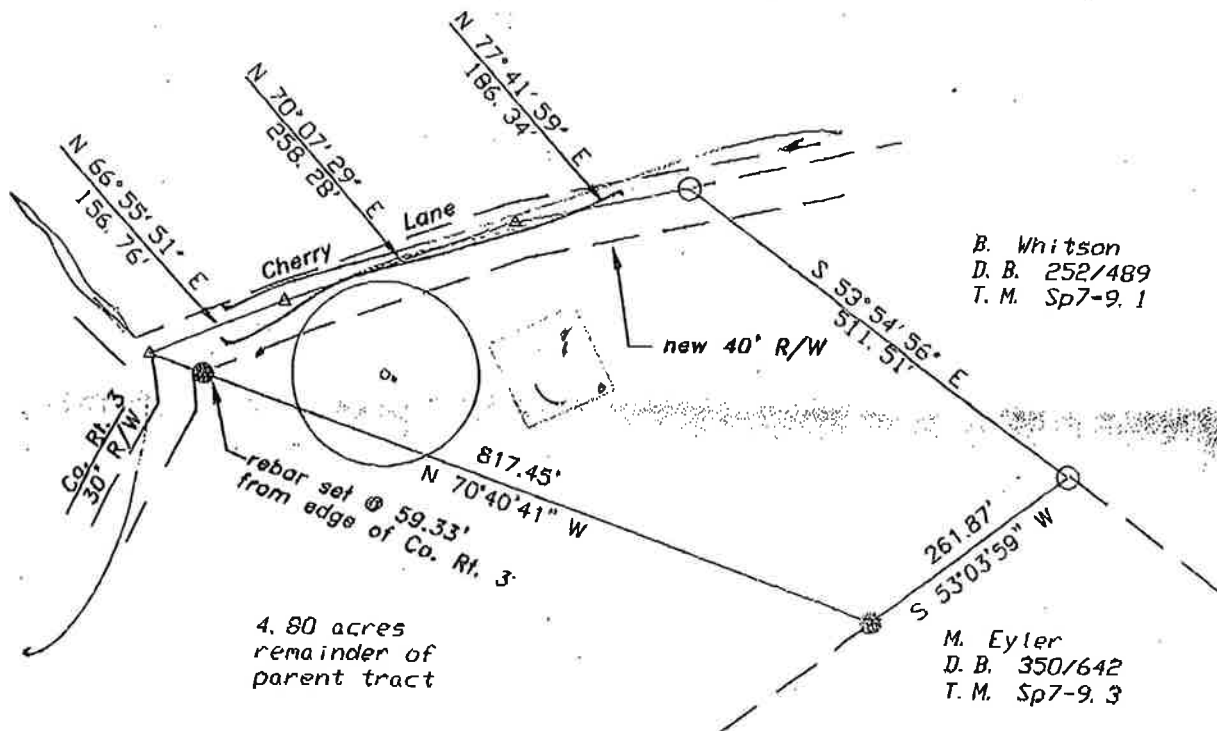 N 77°41'59" E
186.34'
N 70°07'29" E
258.28'
N 66°55'51" E
156.76'
Cherry Lane
B. Whitson
D. B. 252/489
T. M. Sp7-9.1
S 53°54'56" E
511.51'
new 40' R/W
Co. Rt. 3
30' R/W
rebar set @ 59.33'
from edge of Co. Rt. 3
817.45'
N 70°40'41" W
261.87'
S 53°03'59" W
4.80 acres
remainder of
parent tract
M. Eyler
D. B. 350/642
T. M. Sp7-9.3